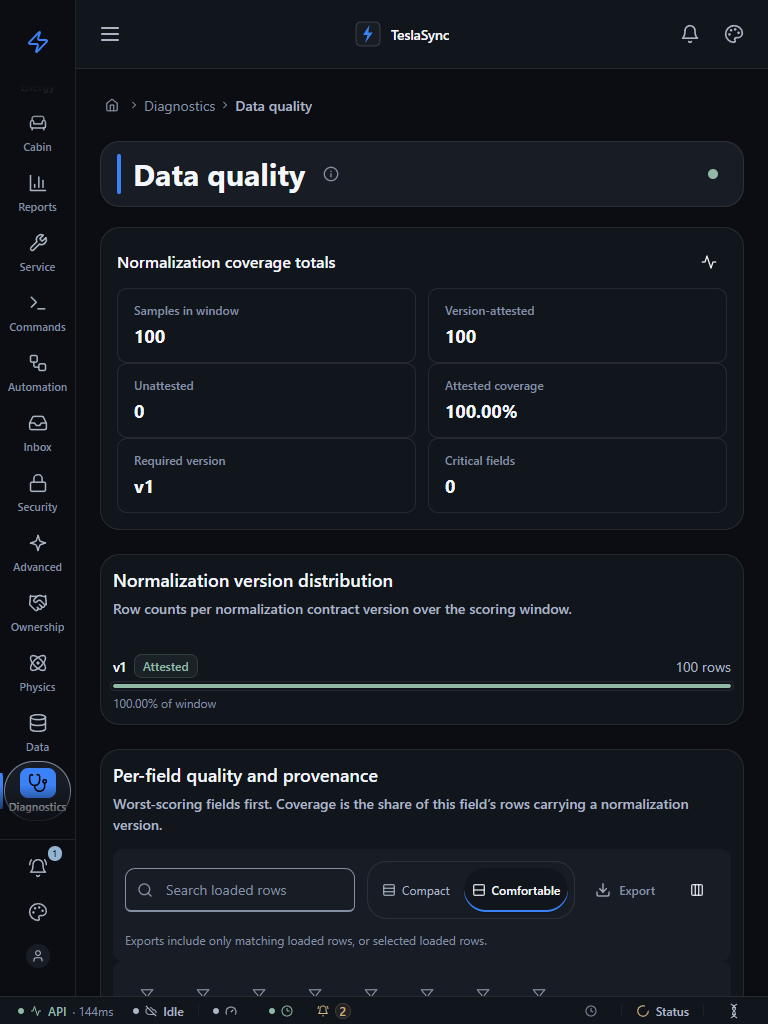 TeslaSync
Energy
Cabin
Reports
Service
Commands
Automation
Inbox
Security
Advanced
Ownership
Physics
Data
Diagnostics
1
Diagnostics
Data quality
Data quality
Normalization coverage totals
Samples in window
100
Version-attested
100
Unattested
0
Attested coverage
100.00%
Required version
v1
Critical fields
0
Normalization version distribution
Row counts per normalization contract version over the scoring window.
v1 Attested 100 rows
100.00% of window
Per-field quality and provenance
Worst-scoring fields first. Coverage is the share of this field's rows carrying a normalization
version.
Search loaded rows Compact Comfortable Export
Exports include only matching loaded rows, or selected loaded rows.
API · 144ms Idle 2 Status